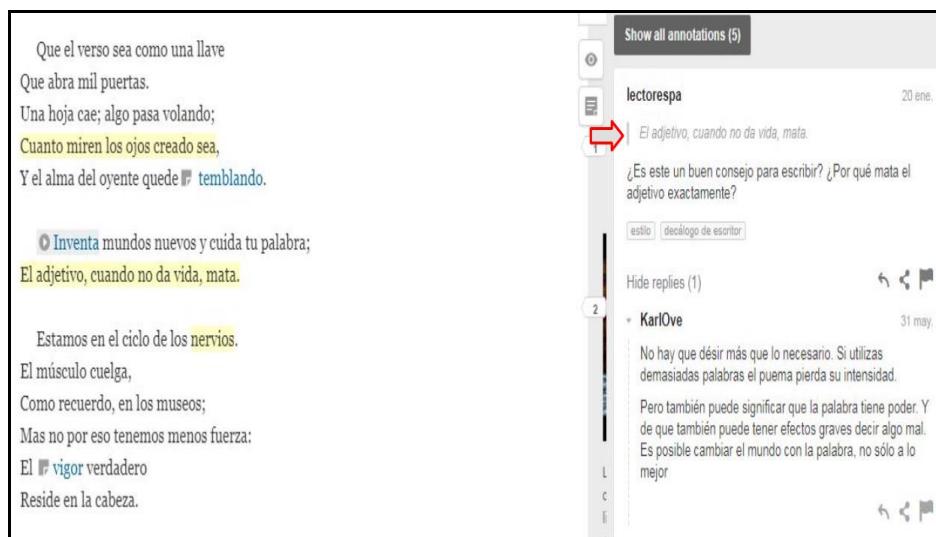 Que el verso sea como una llave
Que abra mil puertas.
Una hoja cae; algo pasa volando;
Cuanto miren los ojos creado sea,
Y el alma del oyente quede temblando.
Inventa mundos nuevos y cuida tu palabra;
El adjetivo, cuando no da vida, mata.
Estamos en el ciclo de los nervios.
El músculo cuelga,
Como recuerdo, en los museos;
Mas no por eso tenemos menos fuerza:
El vigor verdadero
Reside en la cabeza.
1
2
L
c
li
Show all annotations (5)
lectorespa
20 ene.
El adjetivo, cuando no da vida, mata.
¿Es este un buen consejo para escribir? ¿Por qué mata el
adjetivo exactamente?
estilo decálogo de escritor
Hide replies (1)
KarlOve
31 may.
No hay que désir más que lo necesario. Si utilizas
demasiadas palabras el puema pierda su intensidad.
Pero también puede significar que la palabra tiene poder. Y
de que también puede tener efectos graves decir algo mal.
Es posible cambiar el mundo con la palabra, no sólo a lo
mejor